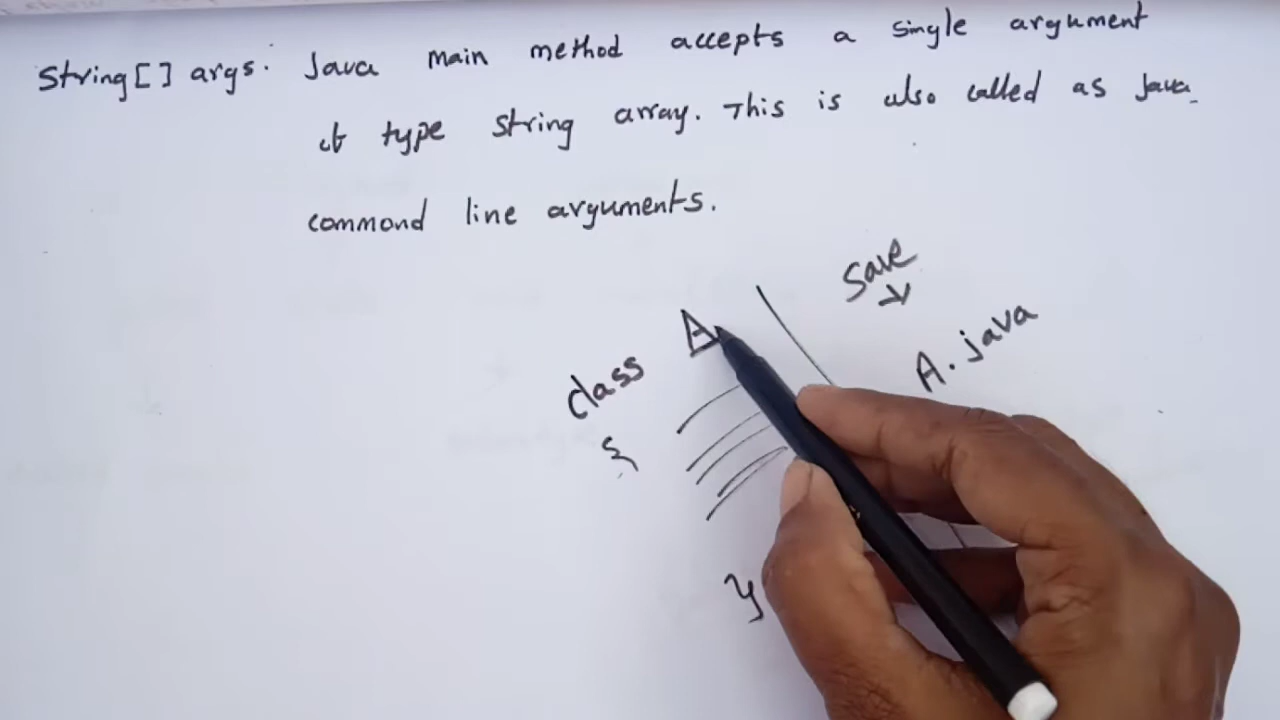 String[] args: Java main method accepts a single argument
of type string array. This is also called as Java
commond line arguments.
Save
A. java
class A
{
}